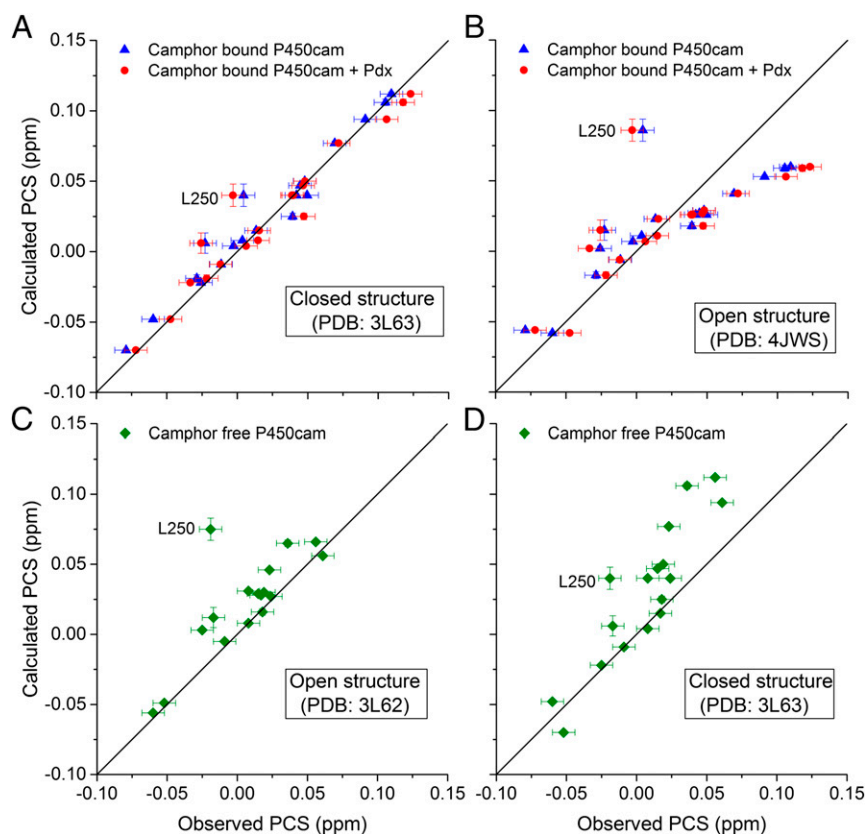 A
Camphor bound P450cam
Camphor bound P450cam + Pdx
0.15
0.10
0.05
0.00
-0.05
-0.10
Calculated PCS (ppm)
L250
Closed structure
(PDB: 3L63)
B
Camphor bound P450cam
Camphor bound P450cam + Pdx
L250
Open structure
(PDB: 4JWS)
C
Camphor free P450cam
0.15
0.10
0.05
0.00
-0.05
-0.10
Calculated PCS (ppm)
L250
Open structure
(PDB: 3L62)
-0.10 -0.05 0.00 0.05 0.10
Observed PCS (ppm)
D
Camphor free P450cam
L250
Closed structure
(PDB: 3L63)
-0.10 -0.05 0.00 0.05 0.10 0.15
Observed PCS (ppm)